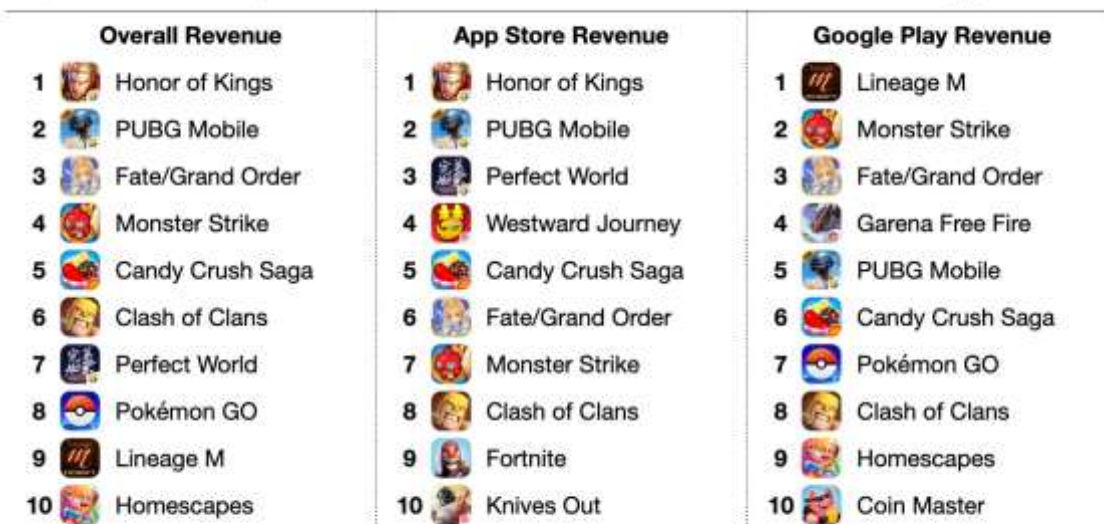 Overall Revenue
1 Honor of Kings
2 PUBG Mobile
3 Fate/Grand Order
4 Monster Strike
5 Candy Crush Saga
6 Clash of Clans
7 Perfect World
8 Pokémon GO
9 Lineage M
10 Homescapes
App Store Revenue
1 Honor of Kings
2 PUBG Mobile
3 Perfect World
4 Westward Journey
5 Candy Crush Saga
6 Fate/Grand Order
7 Monster Strike
8 Clash of Clans
9 Fortnite
10 Knives Out
Google Play Revenue
1 Lineage M
2 Monster Strike
3 Fate/Grand Order
4 Garena Free Fire
5 PUBG Mobile
6 Candy Crush Saga
7 Pokémon GO
8 Clash of Clans
9 Homescapes
10 Coin Master